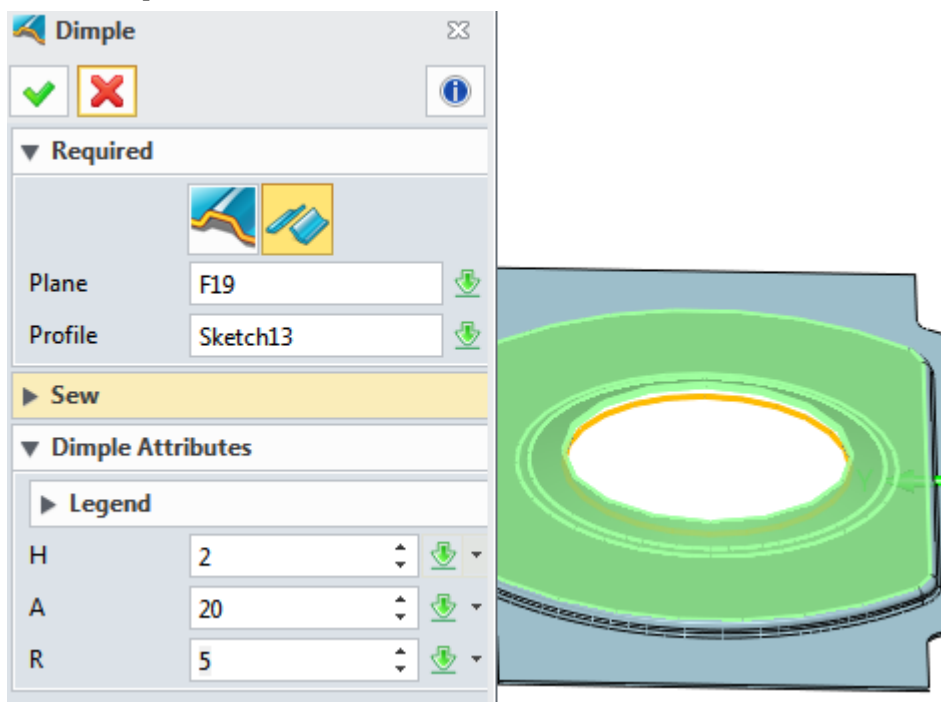 Dimple
Required
Plane F19
Profile Sketch13
Sew
Dimple Attributes
Legend
H 2
A 20
R 5
Y